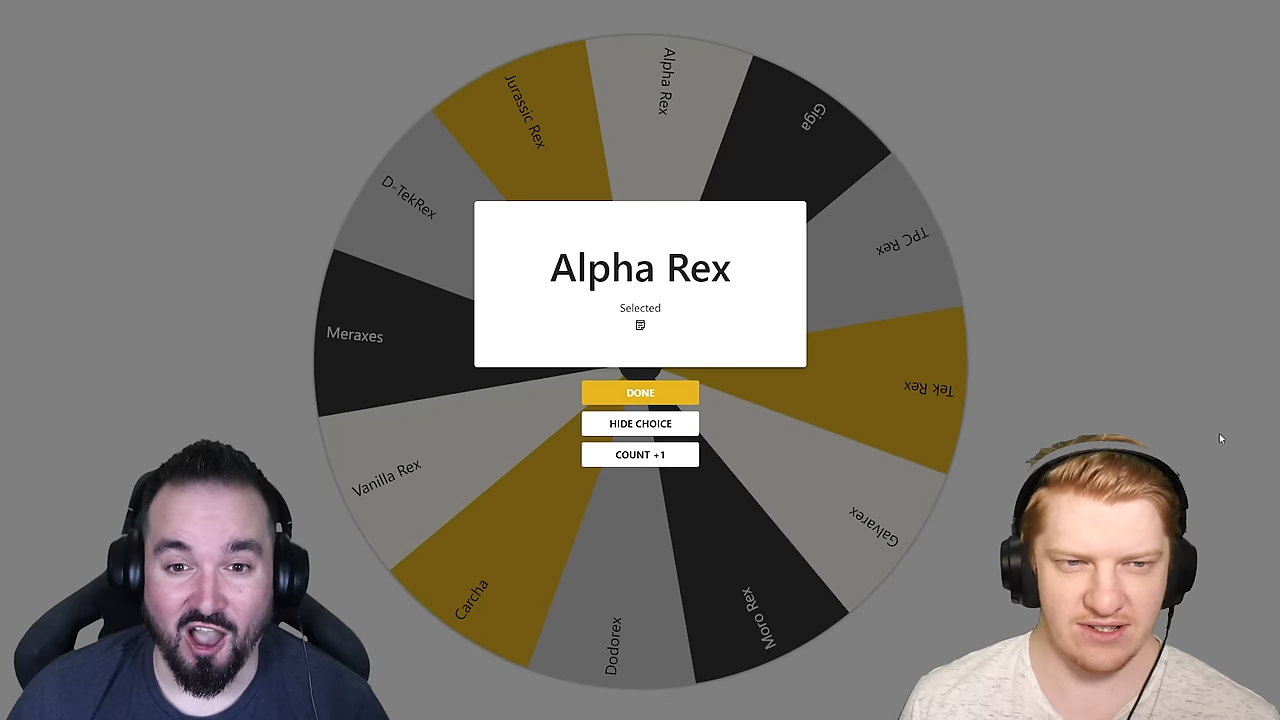 Alpha Rex
Giga
TPC Rex
Tek Rex
Galvarex
Moro Rex
Dodorex
Carcha
Vanilla Rex
Meraxes
D-TekRex
Jurassic Rex
Alpha Rex
Selected
DONE
HIDE CHOICE
COUNT +1